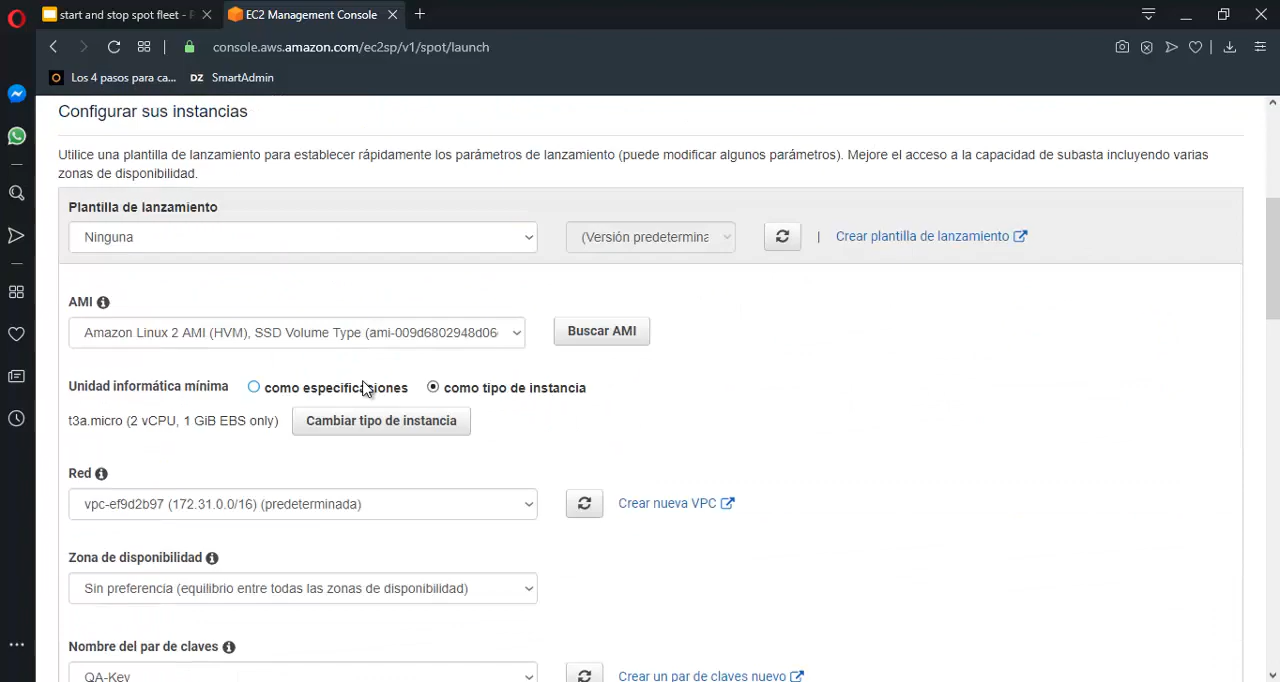 start and stop spot fleet -
EC2 Management Console
console.aws.amazon.com/ec2sp/v1/spot/launch
Los 4 pasos para ca...
DZ SmartAdmin
Configurar sus instancias
Utilice una plantilla de lanzamiento para establecer rápidamente los parámetros de lanzamiento (puede modificar algunos parámetros). Mejore el acceso a la capacidad de subasta incluyendo varias
zonas de disponibilidad.
Plantilla de lanzamiento
Ninguna
(Versión predetermina
| Crear plantilla de lanzamiento
AMI
Amazon Linux 2 AMI (HVM), SSD Volume Type (ami-009d6802948d06
Buscar AMI
Unidad informática mínima
como especificaciones
como tipo de instancia
t3a.micro (2 vCPU, 1 GiB EBS only)
Cambiar tipo de instancia
Red
vpc-ef9d2b97 (172.31.0.0/16) (predeterminada)
Crear nueva VPC
Zona de disponibilidad
Sin preferencia (equilibrio entre todas las zonas de disponibilidad)
Nombre del par de claves
QA-Key
Crear un par de claves nuevo